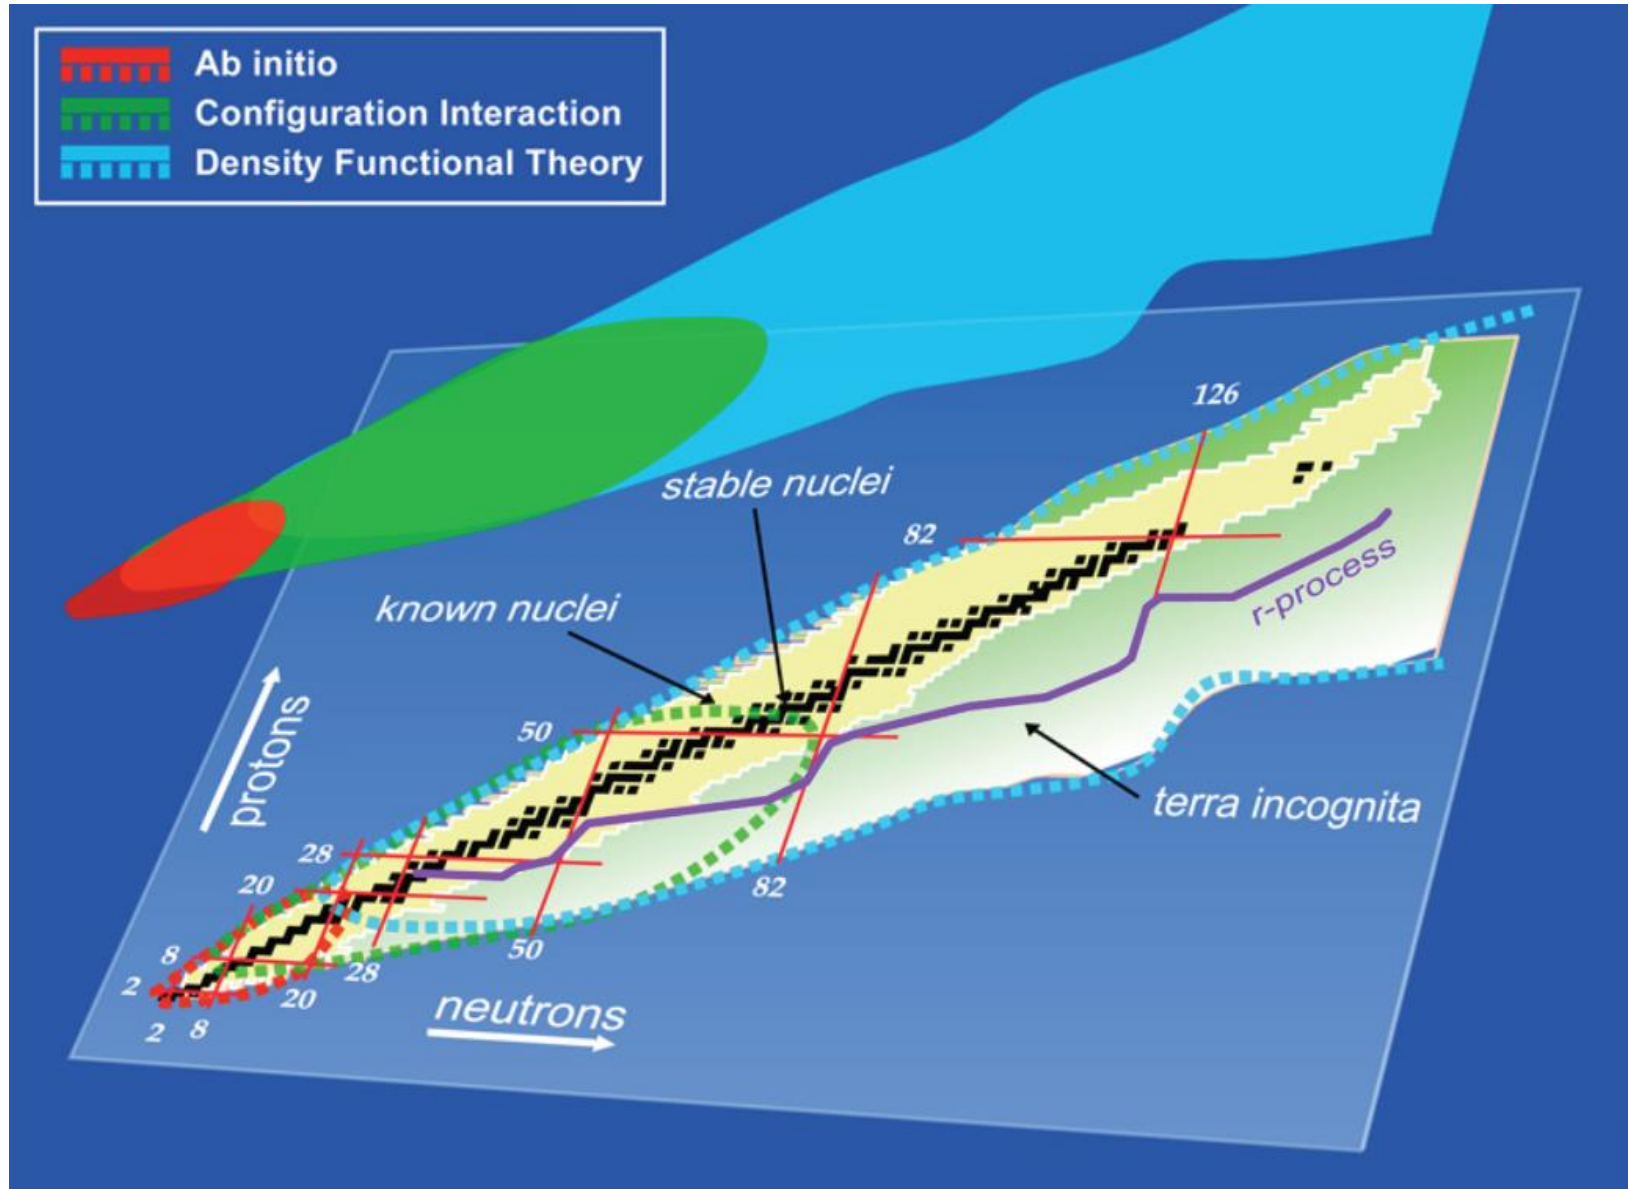 Ab initio
Configuration Interaction
Density Functional Theory
126
stable nuclei
82
known nuclei
r-process
protons
50
terra incognita
28
82
20
50
8
28
2
20
neutrons
2
8